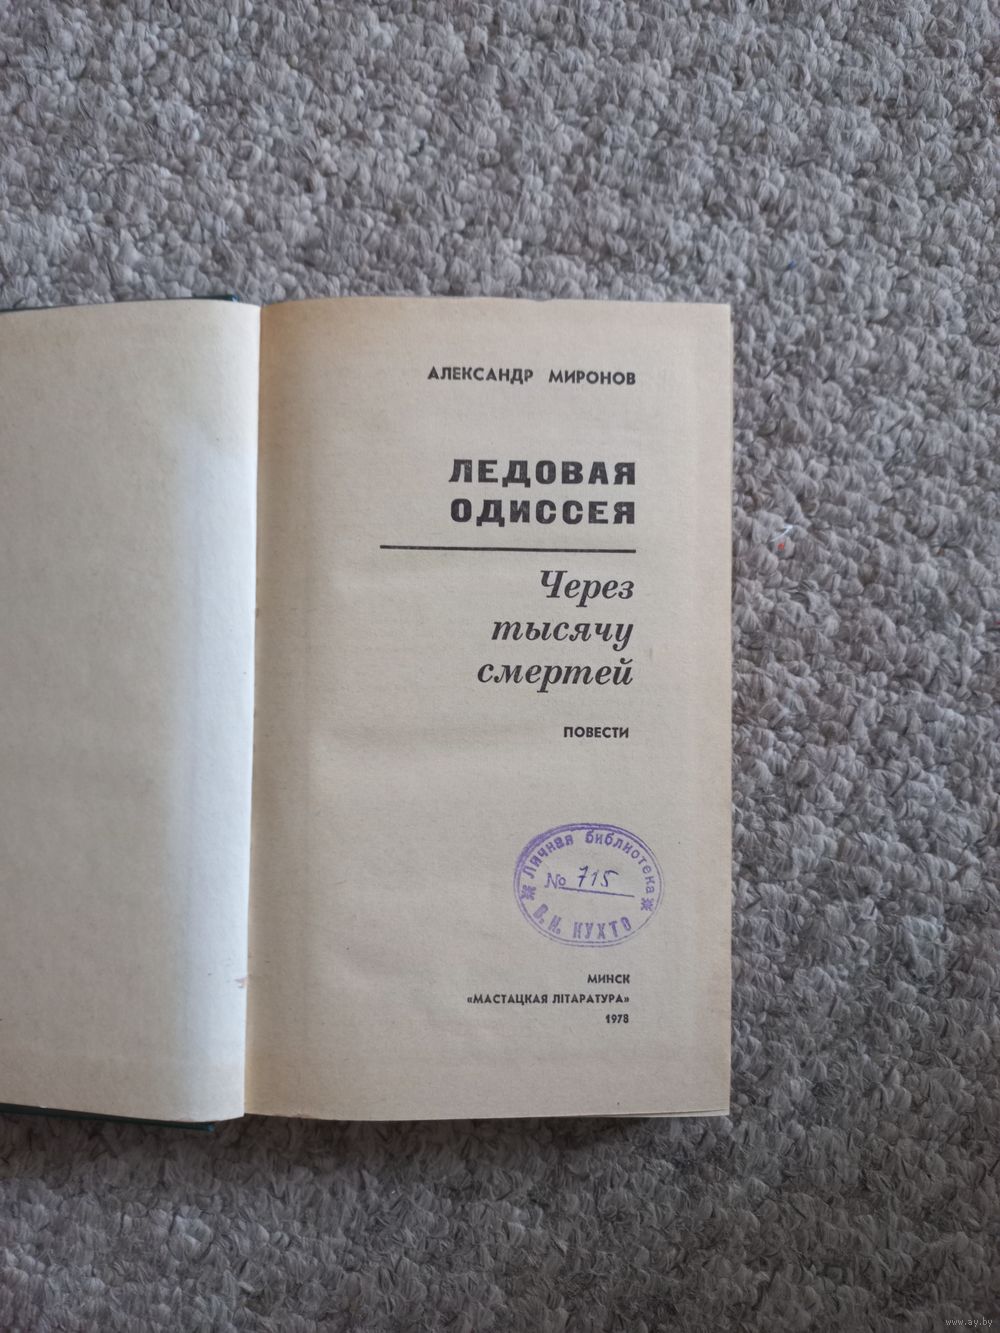 АЛЕКСАНДР МИРОНОВ
ЛЕДОВАЯ
ОДИССЕЯ
Через
тысячу
смертей
ПОВЕСТИ
Личная библиотека
№ 715
В. И. КУХТО
МИНСК
«МАСТАЦКАЯ ЛІТАРАТУРА»
1978
www.ay.by